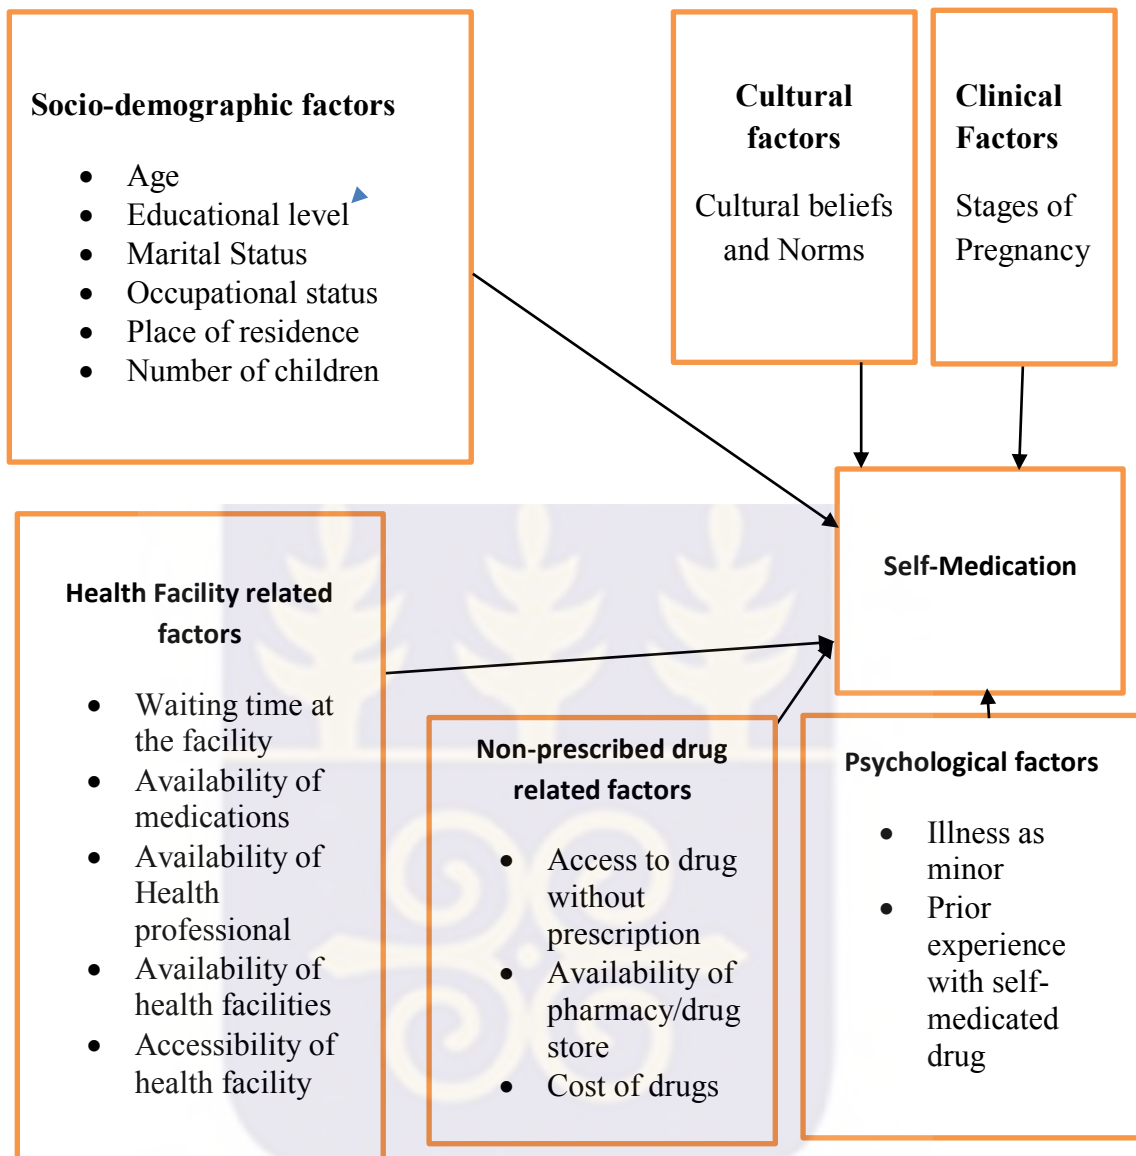 Socio-demographic factors
• Age
• Educational level
• Marital Status
• Occupational status
• Place of residence
• Number of children
Cultural
factors
Cultural beliefs
and Norms
Clinical
Factors
Stages of
Pregnancy
Self-Medication
Health Facility related
factors
• Waiting time at
the facility
• Availability of
medications
• Availability of
Health
professional
• Availability of
health facilities
• Accessibility of
health facility
Non-prescribed drug
related factors
• Access to drug
without
prescription
• Availability of
pharmacy/drug
store
• Cost of drugs
Psychological factors
• Illness as
minor
• Prior
experience
with self-
medicated
drug